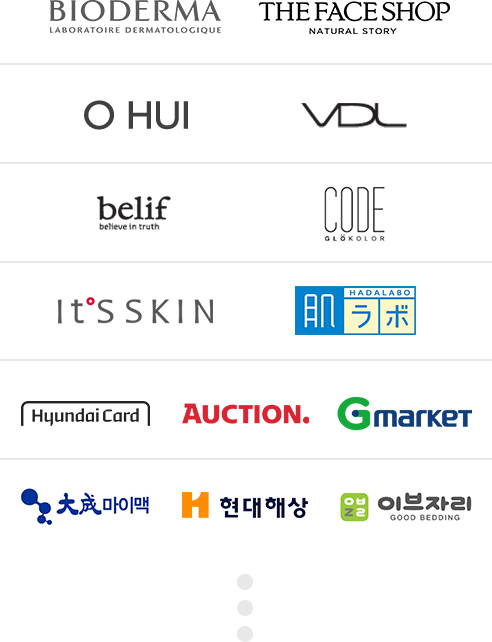 BIODERMA
LABORATOIRE DERMATOLOGIQUE
THE FACE SHOP
NATURAL STORY
O HUI
VDL
belif
believe in truth
CODE
GLÖKOLOR
It'S SKIN
HADALABO
肌ラボ
Hyundai Card
AUCTION.
Gmarket
大成마이맥
현대해상
이브자리
GOOD BEDDING